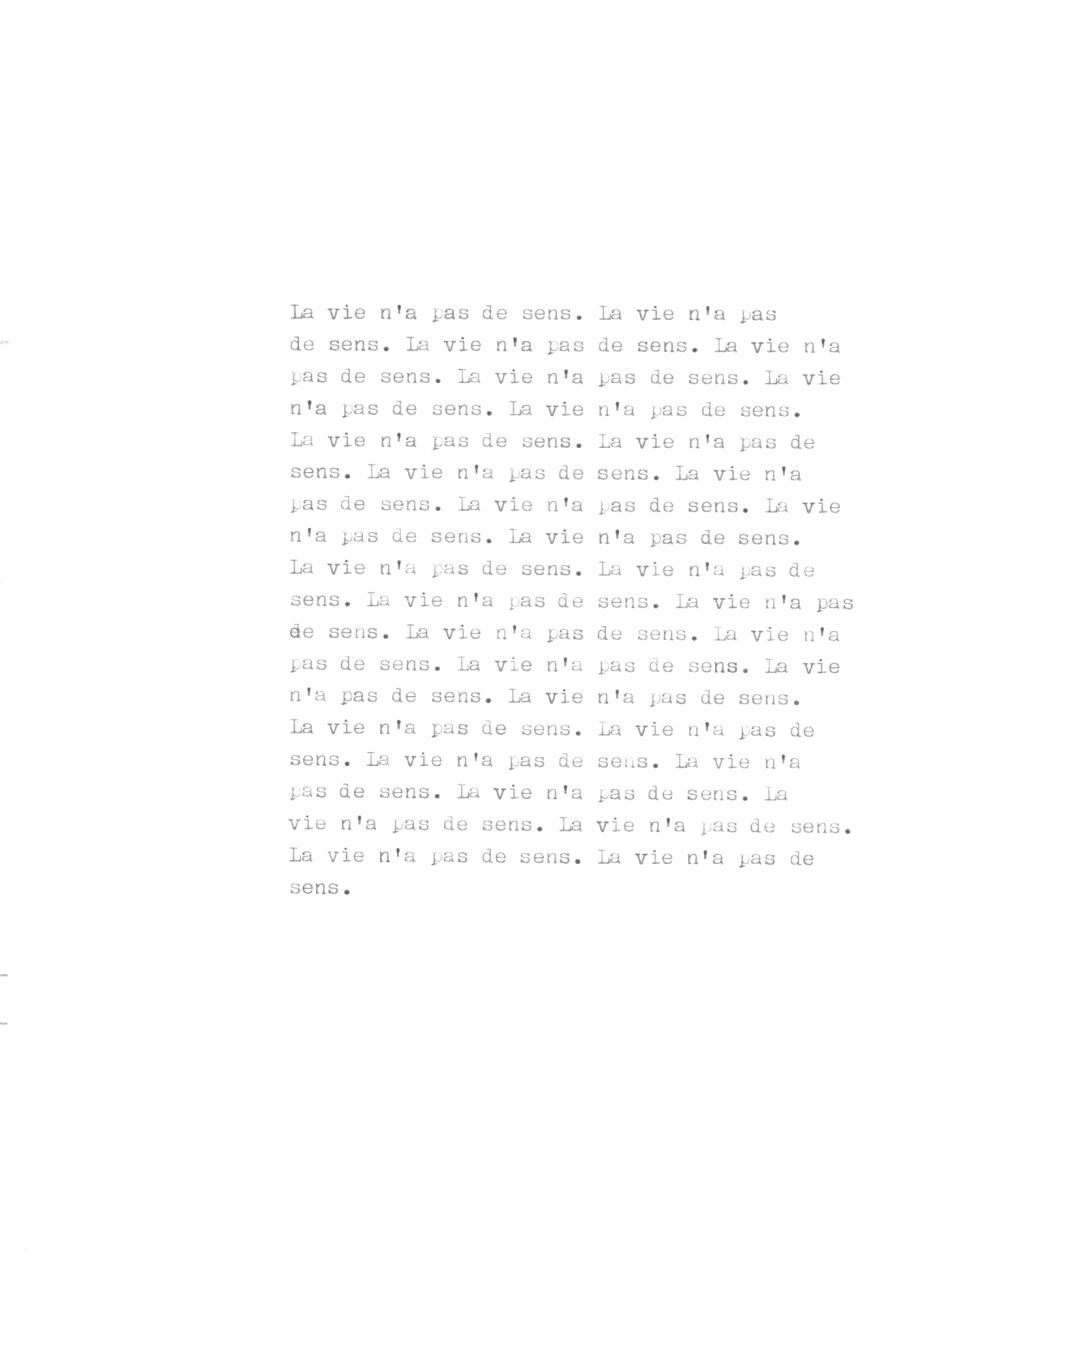 La vie n'a pas de sens. La vie n'a pas
de sens. La vie n'a pas de sens. La vie n'a
pas de sens. La vie n'a pas de sens. La vie
n'a pas de sens. La vie n'a pas de sens.
La vie n'a pas de sens. La vie n'a pas de
sens. La vie n'a pas de sens. La vie n'a
pas de sens. La vie n'a pas de sens. La vie
n'a pas de sens. La vie n'a pas de sens.
La vie n'a pas de sens. La vie n'a pas de
sens. La vie n'a pas de sens. La vie n'a pas
de sens. La vie n'a pas de sens. La vie n'a
pas de sens. La vie n'a pas de sens. La vie
n'a pas de sens. La vie n'a pas de sens.
La vie n'a pas de sens. La vie n'a pas de
sens. La vie n'a pas de sens. La vie n'a
pas de sens. La vie n'a pas de sens. La
vie n'a pas de sens. La vie n'a pas de sens.
La vie n'a pas de sens. La vie n'a pas de
sens.